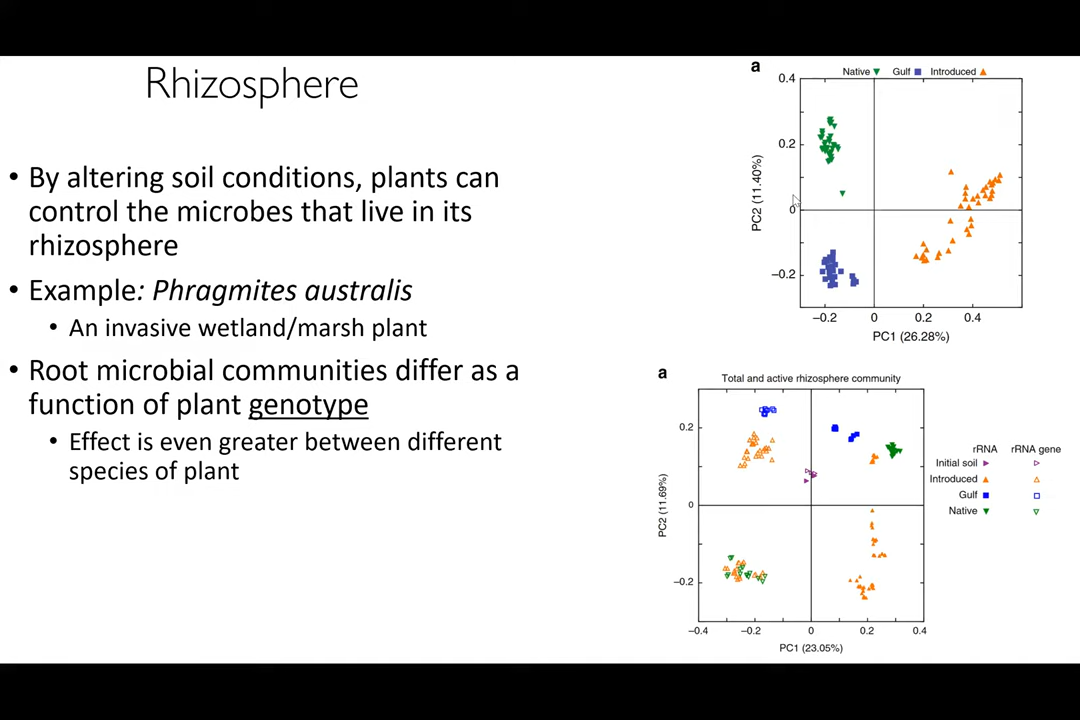 Rhizosphere
• By altering soil conditions, plants can
control the microbes that live in its
rhizosphere
• Example: Phragmites australis
• An invasive wetland/marsh plant
• Root microbial communities differ as a
function of plant genotype
• Effect is even greater between different
species of plant
a
Native Gulf Introduced
0.4
0.2
0
−0.2
PC2 (11.40%)
−0.2 0 0.2 0.4
PC1 (26.28%)
a
Total and active rhizosphere community
0.2
0
−0.2
PC2 (11.69%)
−0.4 −0.2 0 0.2 0.4
PC1 (23.05%)
rRNA rRNA gene
Initial soil
Introduced
Gulf
Native